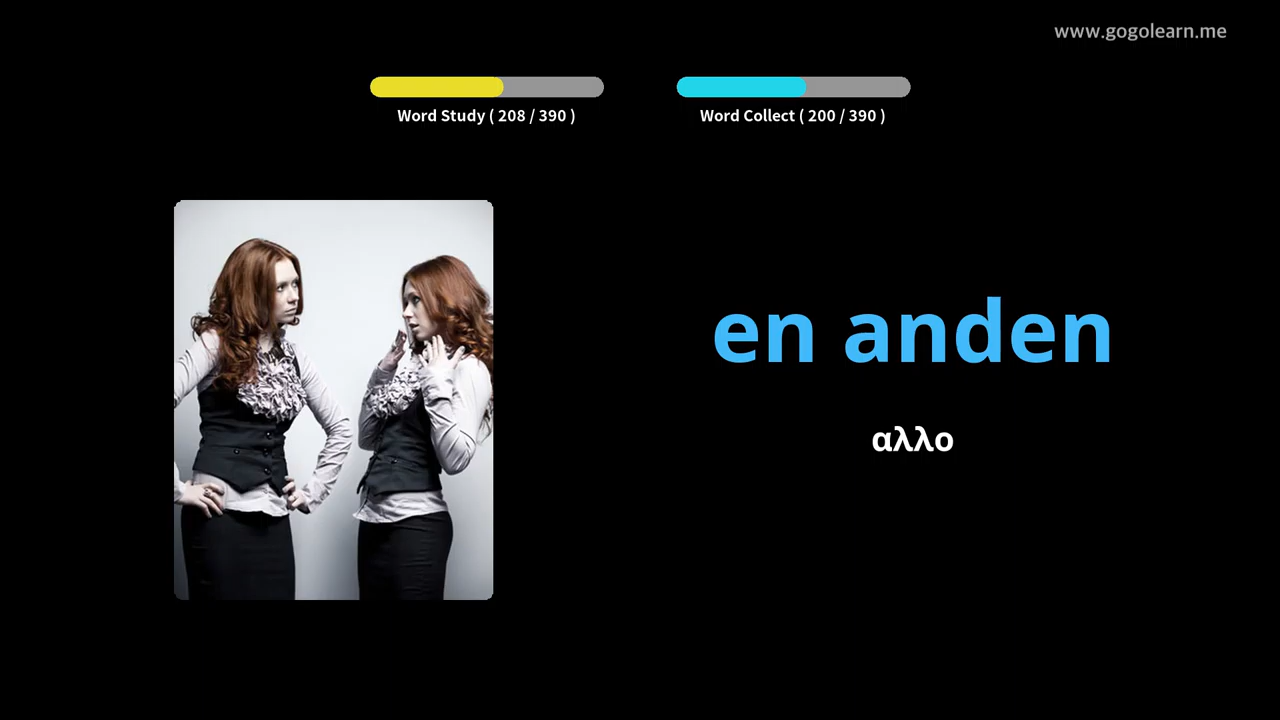 www.gogolearn.me
Word Study ( 208 / 390 )
Word Collect ( 200 / 390 )
en anden
αλλο